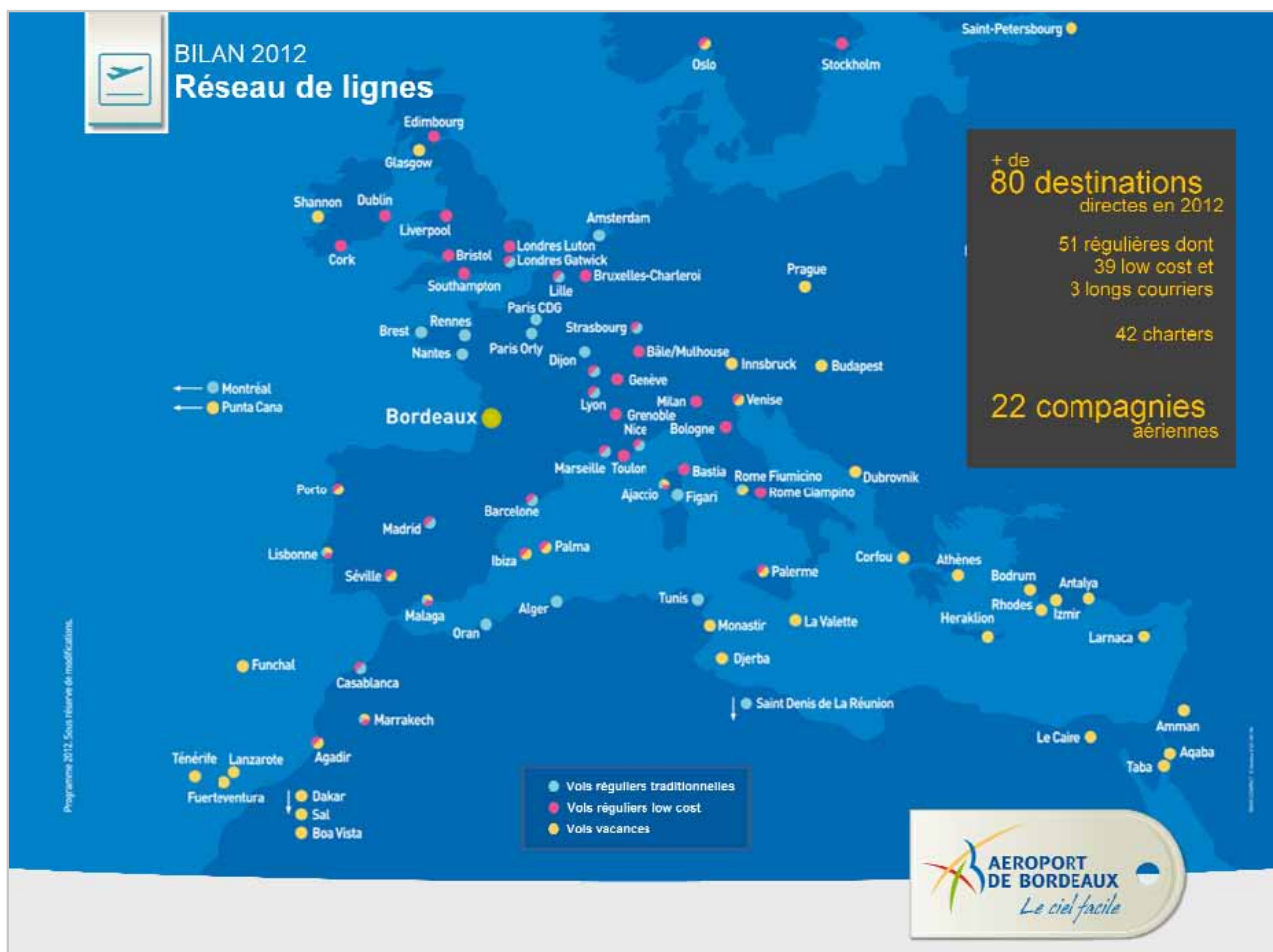 BILAN 2012
Réseau de lignes
Saint-Petersbourg
Oslo
Stockholm
Edimbourg
Glasgow
+ de
80 destinations
directes en 2012
51 régulières dont
39 low cost et
3 longs courriers
42 charters
22 compagnies
aériennes
Shannon
Dublin
Liverpool
Amsterdam
Cork
Bristol
Londres Luton
Londres Gatwick
Southampton
Lille
Bruxelles-Charleroi
Prague
Paris CDG
Rennes
Brest
Strasbourg
Nantes
Paris Orly
Dijon
Bâle/Mulhouse
Innsbruck
Budapest
Montréal
Punta Cana
Genève
Lyon
Milan
Venise
Bordeaux
Grenoble
Nice
Bologne
Marseille
Toulon
Bastia
Rome Fiumicino
Dubrovnik
Ajaccio
Figari
Rome Ciampino
Porto
Barcelone
Madrid
Lisbonne
Ibiza
Palma
Corfou
Athènes
Séville
Palerme
Bodrum
Antalya
Malaga
Alger
Tunis
Rhodes
Izmir
Oran
Monastir
La Valette
Heraklion
Larnaca
Funchal
Djerba
Casablanca
Saint Denis de La Réunion
Marrakech
Amman
Le Caire
Agadir
Aqaba
Taba
Ténérife
Lanzarote
Fuerteventura
Dakar
Sal
Boa Vista
Vols réguliers traditionnelles
Vols réguliers low cost
Vols vacances
Programme 2012. Sous réserve de modifications.
AEROPORT
DE BORDEAUX
Le ciel facile